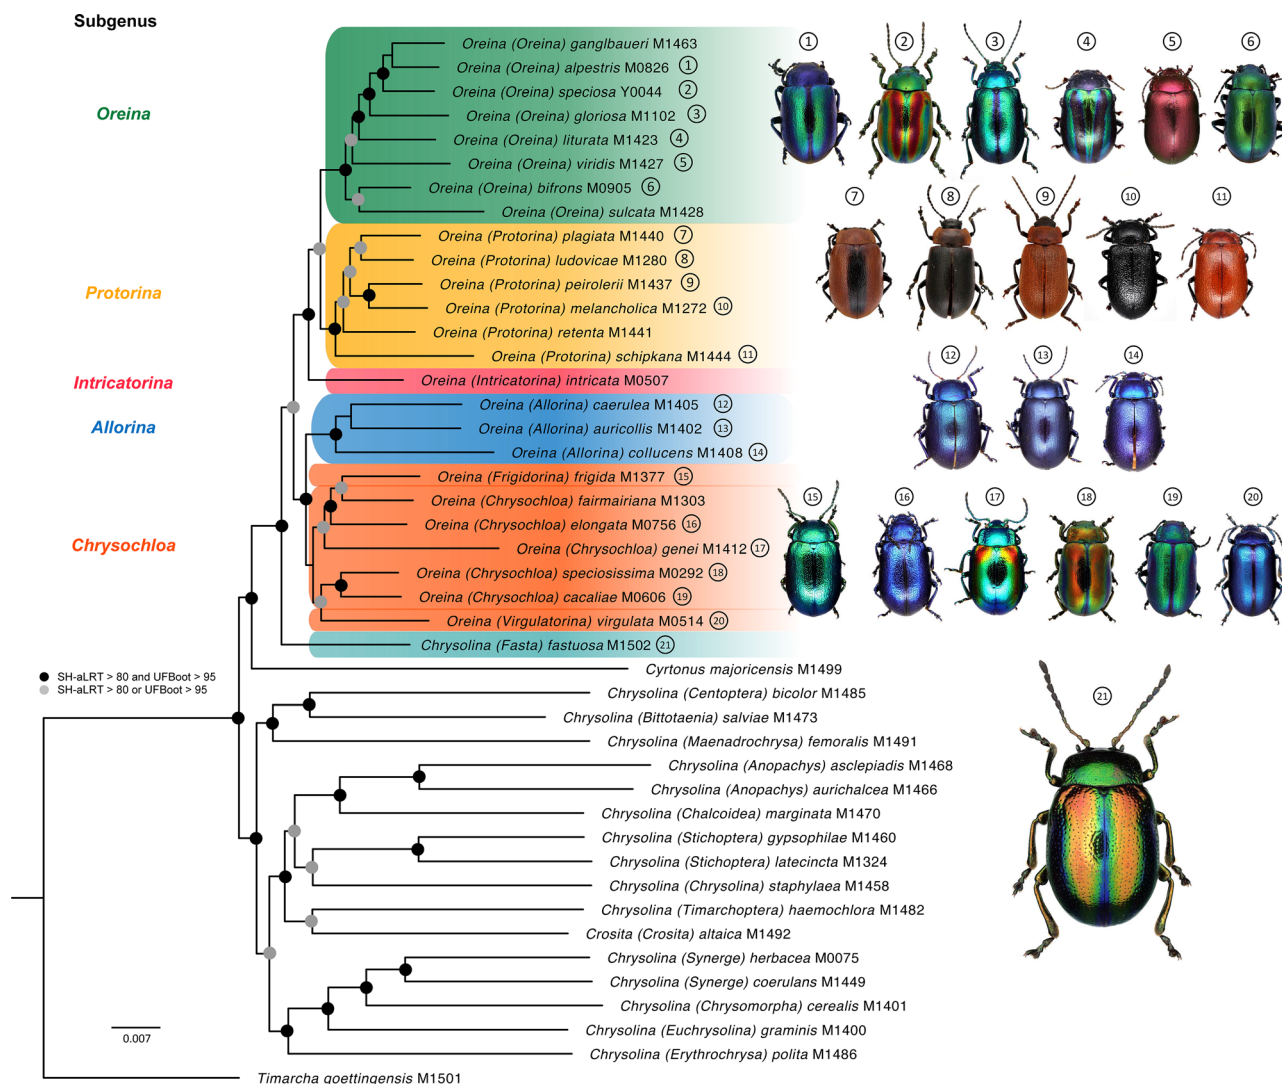 Subgenus
Oreina
Protorina
Intricatorina
Allorina
Chrysochloa
Oreina (Oreina) ganglbaueri M1463
Oreina (Oreina) alpestris M0826 1
Oreina (Oreina) speciosa Y0044 2
Oreina (Oreina) gloriosa M1102 3
Oreina (Oreina) liturata M1423 4
Oreina (Oreina) viridis M1427 5
Oreina (Oreina) bifrons M0905 6
Oreina (Oreina) sulcata M1428
Oreina (Protorina) plagiata M1440 7
Oreina (Protorina) ludovicae M1280 8
Oreina (Protorina) peirolerii M1437 9
Oreina (Protorina) melancholica M1272 10
Oreina (Protorina) retenta M1441
Oreina (Protorina) schipkana M1444 11
Oreina (Intricatorina) intricata M0507
Oreina (Allorina) caerulea M1405 12
Oreina (Allorina) auricollis M1402 13
Oreina (Allorina) collucens M1408 14
Oreina (Frigidorina) frigida M1377 15
Oreina (Chrysochloa) fairmairiana M1303
Oreina (Chrysochloa) elongata M0756 16
Oreina (Chrysochloa) genei M1412 17
Oreina (Chrysochloa) speciosissima M0292 18
Oreina (Chrysochloa) cacaliae M0606 19
Oreina (Virgulatorina) virgulata M0514 20
Chrysolina (Fasta) fastuosa M1502 21
Cyrtonus majoricensis M1499
Chrysolina (Centoptera) bicolor M1485
Chrysolina (Bittotaenia) salviae M1473
Chrysolina (Maenadrochrysa) femoralis M1491
Chrysolina (Anopachys) asclepiadis M1468
Chrysolina (Anopachys) aurichalcea M1466
Chrysolina (Chalcoidea) marginata M1470
Chrysolina (Stichoptera) gypsophilae M1460
Chrysolina (Stichoptera) latecincta M1324
Chrysolina (Chrysolina) staphylaea M1458
Chrysolina (Timarchoptera) haemochlora M1482
Crosita (Crosita) altaica M1492
Chrysolina (Synerge) herbacea M0075
Chrysolina (Synerge) coerulans M1449
Chrysolina (Chrysomorpha) cerealis M1401
Chrysolina (Euchrysolina) graminis M1400
Chrysolina (Erythrochrysa) polita M1486
Timarcha goettingensis M1501
SH-aLRT > 80 and UFBoot > 95
SH-aLRT > 80 or UFBoot > 95
0.007
1 2 3 4 5 6
7 8 9 10 11
12 13 14
15 16 17 18 19 20
21